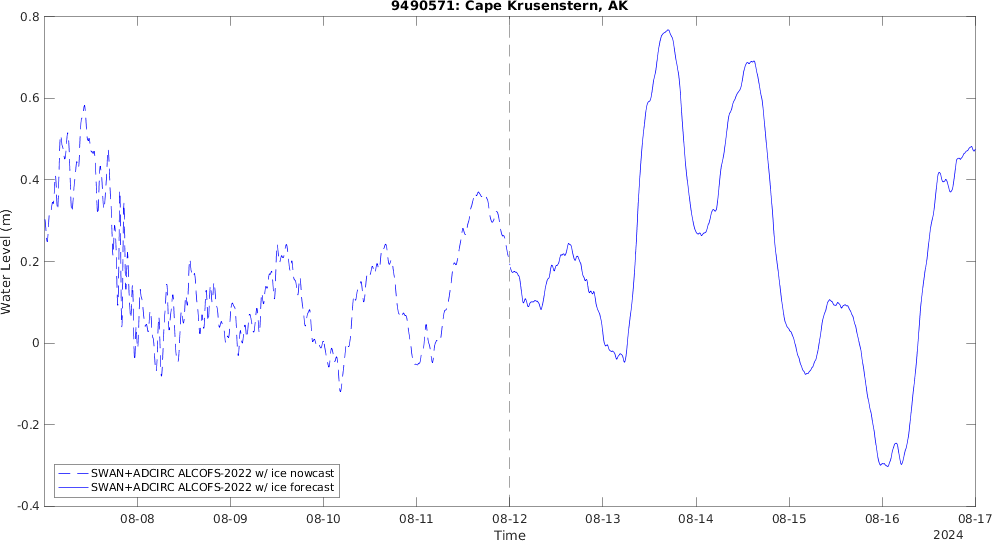 9490571: Cape Krusenstern, AK
0.8
0.6
0.4
0.2
0
-0.2
-0.4
Water Level (m)
SWAN+ADCIRC ALCOFS-2022 w/ ice nowcast
SWAN+ADCIRC ALCOFS-2022 w/ ice forecast
08-08 08-09 08-10 08-11 08-12 08-13 08-14 08-15 08-16 08-17
Time
2024